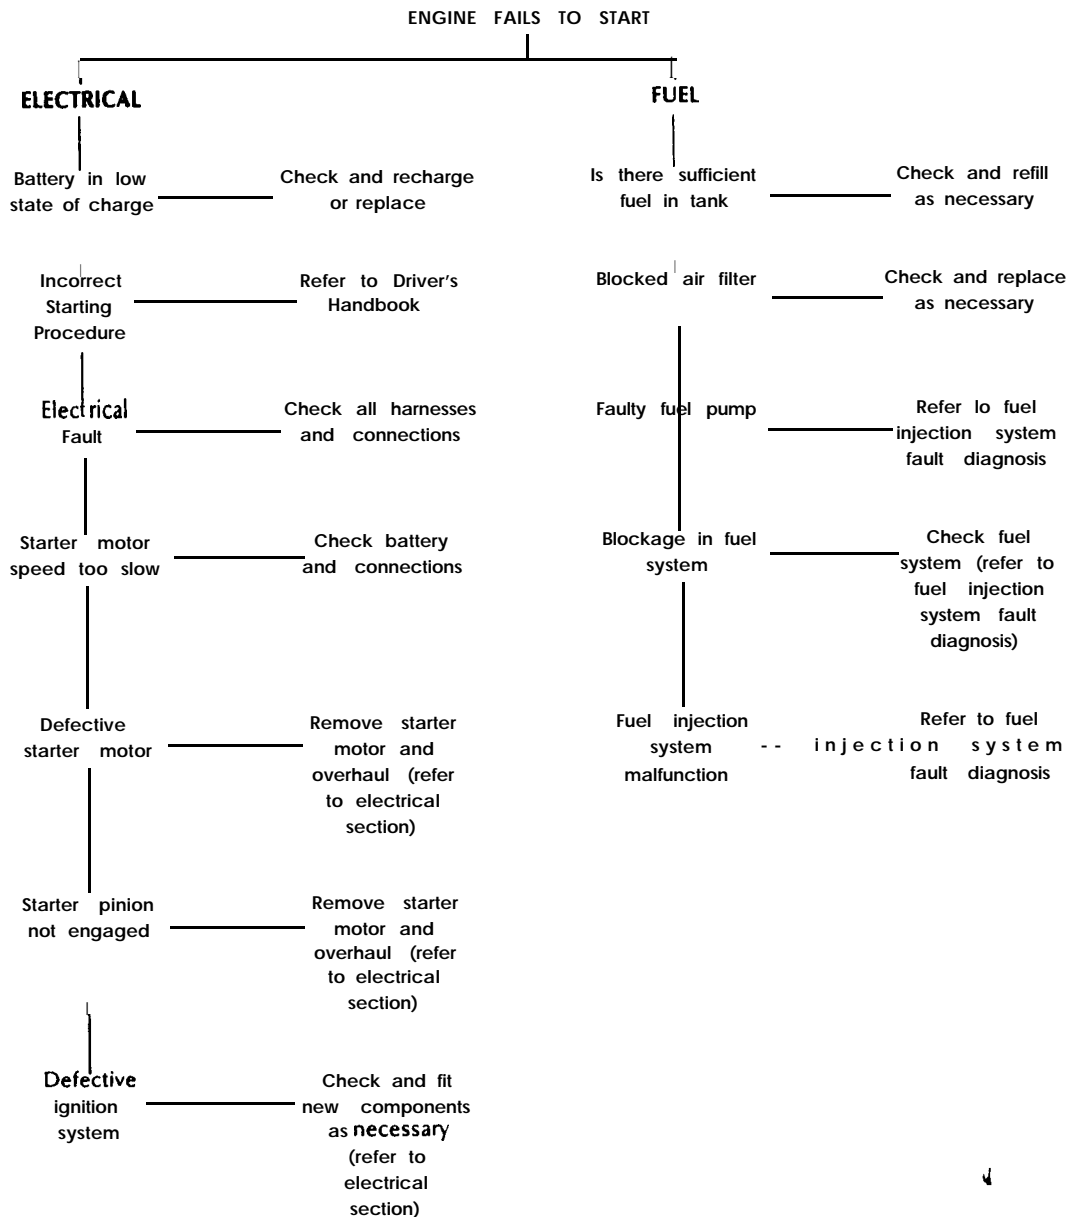 ENGINE FAILS TO START
ELECTRICAL
Battery in low
state of charge
Check and recharge
or replace
Incorrect
Starting
Procedure
Refer to Driver's
Handbook
Electrical
Fault
Check all harnesses
and connections
Starter motor
speed too slow
Check battery
and connections
Defective
starter motor
Remove starter
motor and
overhaul (refer
to electrical
section)
Starter pinion
not engaged
Remove starter
motor and
overhaul (refer
to electrical
section)
Defective
ignition
system
Check and fit
new components
as necessary
(refer to
electrical
section)
FUEL
Is there sufficient
fuel in tank
Check and refill
as necessary
Blocked air filter
Check and replace
as necessary
Faulty fuel pump
Refer lo fuel
injection system
fault diagnosis
Blockage in fuel
system
Check fuel
system (refer to
fuel injection
system fault
diagnosis)
Fuel injection
system
malfunction
Refer to fuel
-- injection system
fault diagnosis